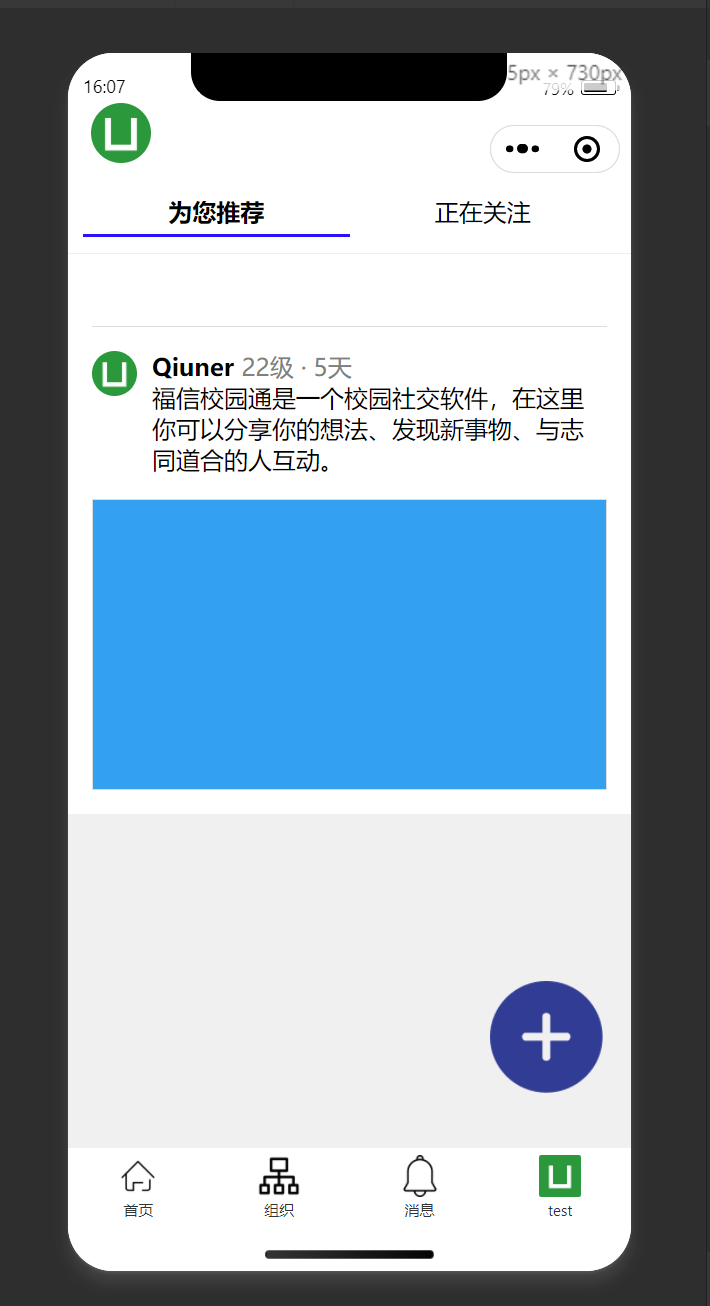 5px × 730px
16:07
79%
为您推荐
正在关注
Qiuner 22级 · 5天
福信校园通是一个校园社交软件，在这里
你可以分享你的想法、发现新事物、与志
同道合的人互动。
首页
组织
消息
test